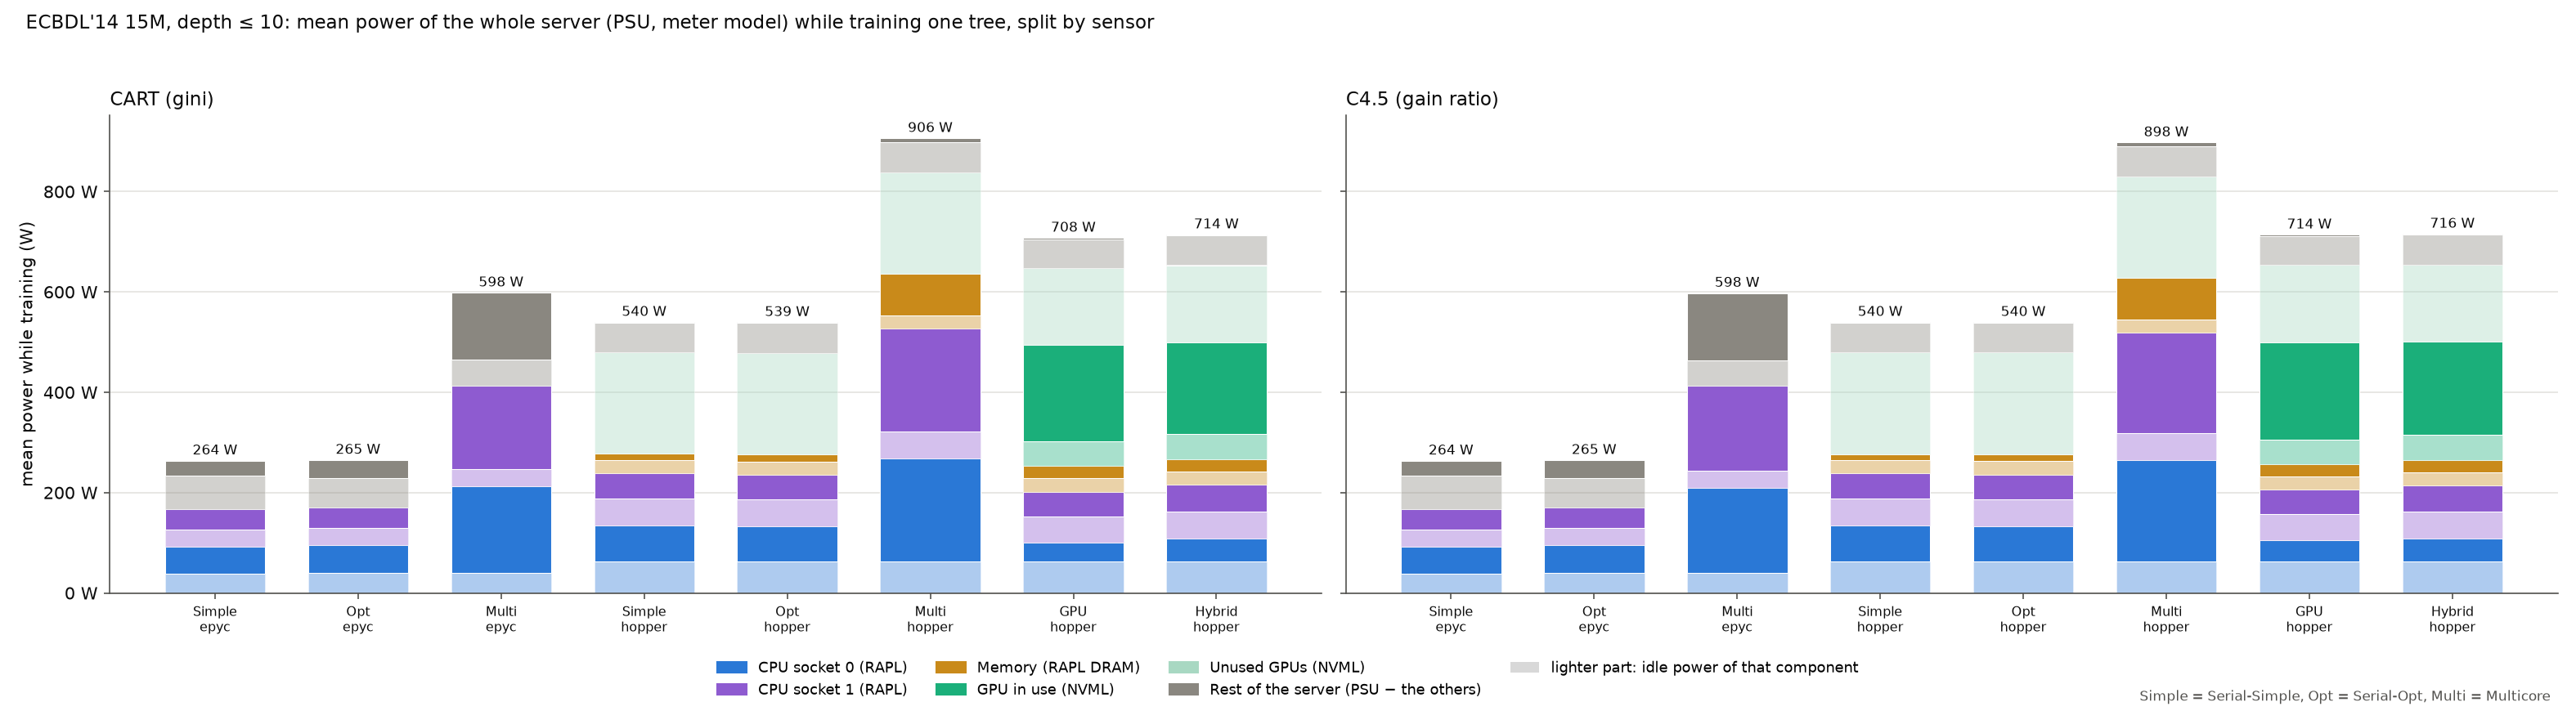 ECBDL'14 15M, depth ≤ 10: mean power of the whole server (PSU, meter model) while training one tree, split by sensor
CART (gini)
C4.5 (gain ratio)
mean power while training (W)
800 W
600 W
400 W
200 W
0 W
264 W
265 W
598 W
540 W
539 W
906 W
708 W
714 W
264 W
265 W
598 W
540 W
540 W
898 W
714 W
716 W
Simple
epyc
Opt
epyc
Multi
epyc
Simple
hopper
Opt
hopper
Multi
hopper
GPU
hopper
Hybrid
hopper
Simple
epyc
Opt
epyc
Multi
epyc
Simple
hopper
Opt
hopper
Multi
hopper
GPU
hopper
Hybrid
hopper
CPU socket 0 (RAPL)
CPU socket 1 (RAPL)
Memory (RAPL DRAM)
GPU in use (NVML)
Unused GPUs (NVML)
Rest of the server (PSU − the others)
lighter part: idle power of that component
Simple = Serial-Simple, Opt = Serial-Opt, Multi = Multicore